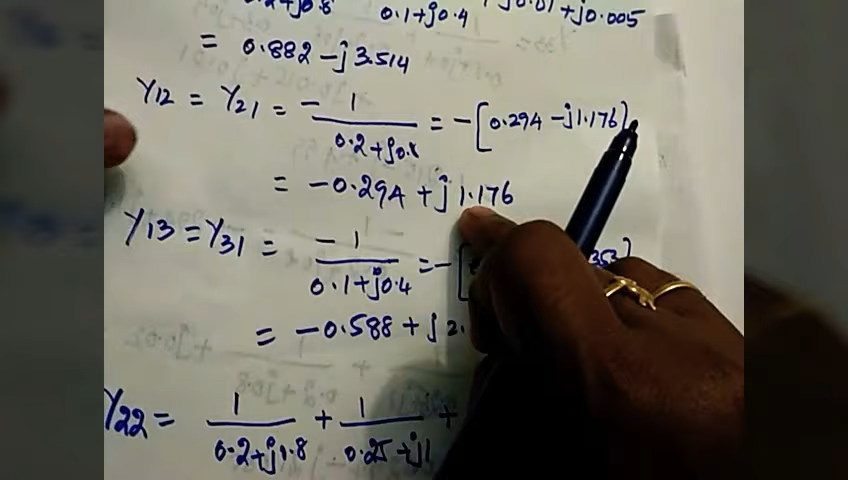 0.1+j0.4 +j0.005
= 0.882 - j3.514
Y12 = Y21 = - 1 / 0.2+j0.8 = - [0.294 - j1.176]
= -0.294 + j1.176
Y13 = Y31 = -1 / 0.1+j0.4 = - [
= -0.588 + j2.
Y22 = 1 / 0.2+j0.8 + 1 / 0.25+j1 +